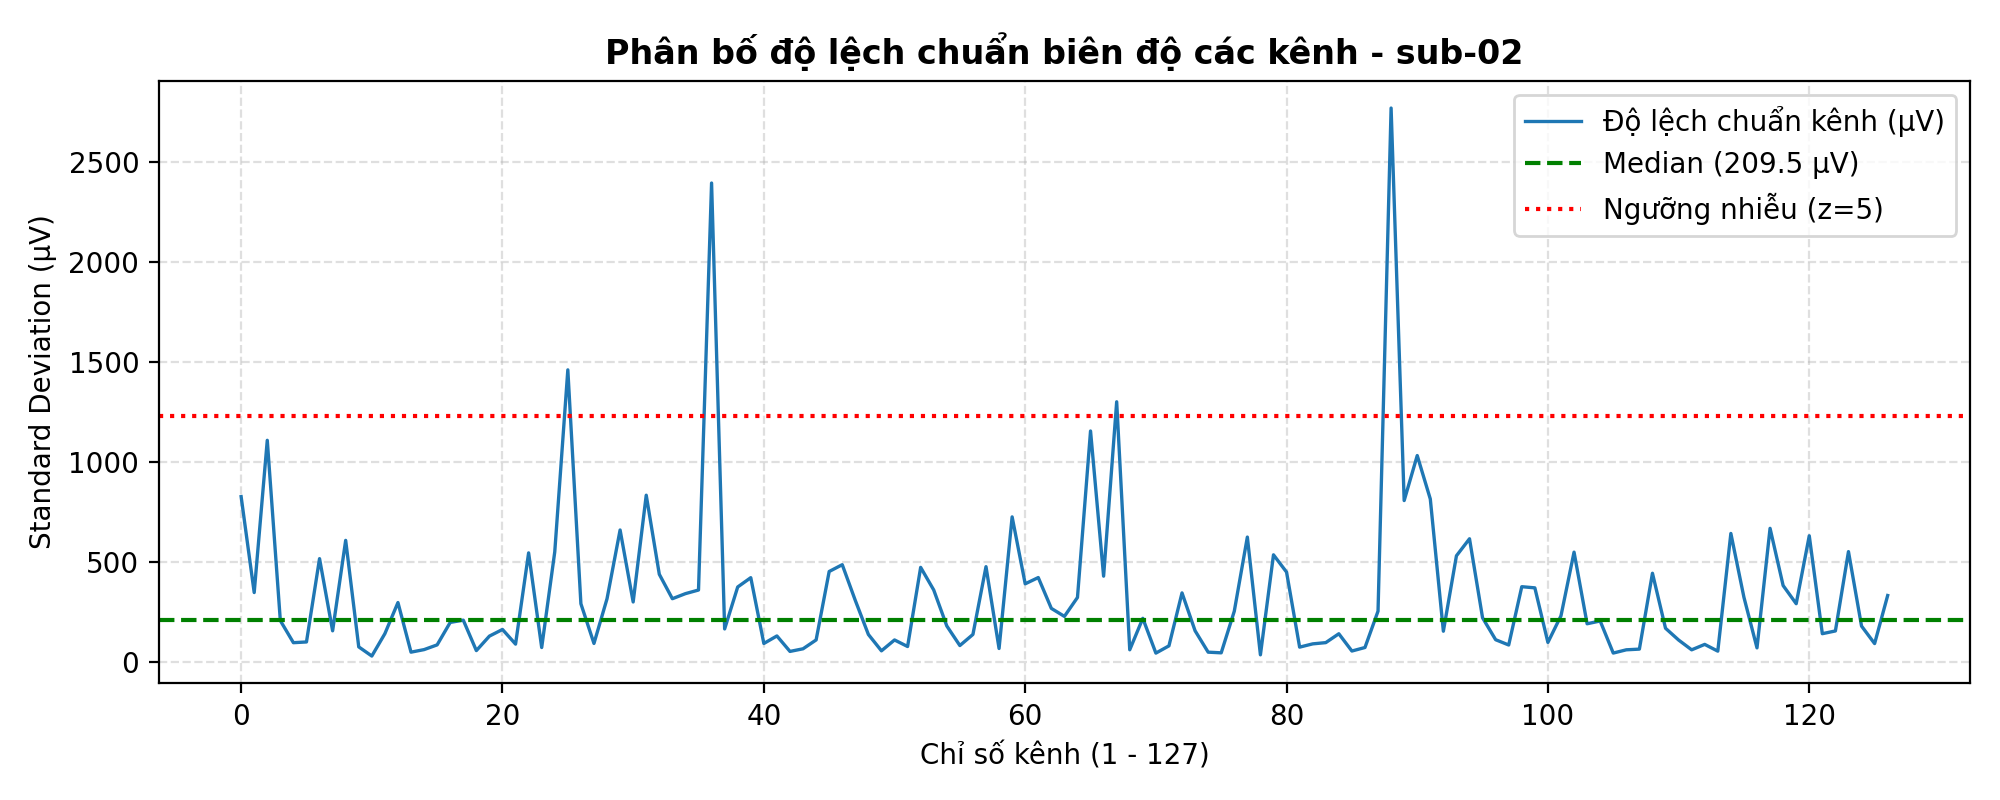 Phân bố độ lệch chuẩn biên độ các kênh - sub-02
Độ lệch chuẩn kênh (µV)
Median (209.5 µV)
Ngưỡng nhiễu (z=5)
Standard Deviation (µV)
2500
2000
1500
1000
500
0
0 20 40 60 80 100 120
Chỉ số kênh (1 - 127)